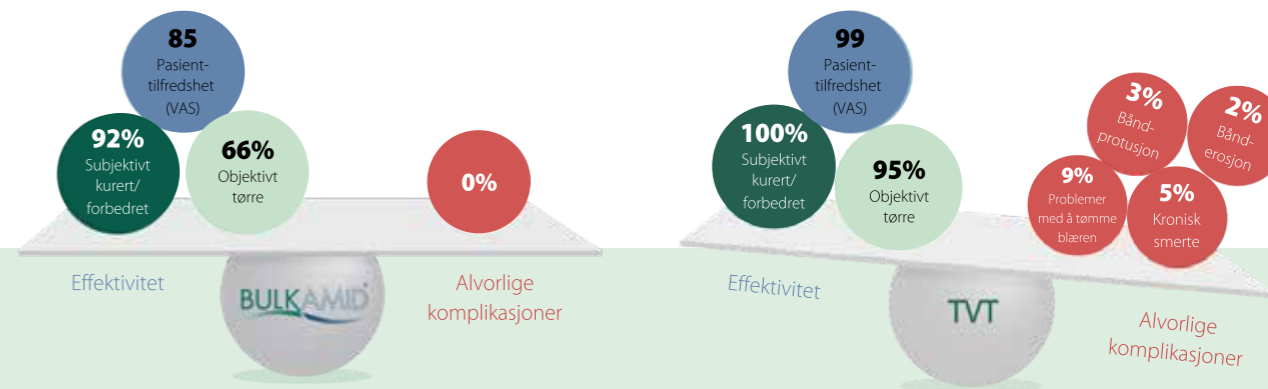 85
Pasient-
tilfredshet
(VAS)
92%
Subjektivt
kurert/
forbedret
66%
Objektivt
tørre
0%
Effektivitet
BULKAMID®
Alvorlige
komplikasjoner
99
Pasient-
tilfredshet
(VAS)
100%
Subjektivt
kurert/
forbedret
95%
Objektivt
tørre
3%
Bånd-
protusjon
2%
Bånd-
erosjon
9%
Problemer
med å tømme
blæren
5%
Kronisk
smerte
Effektivitet
TVT
Alvorlige
komplikasjoner